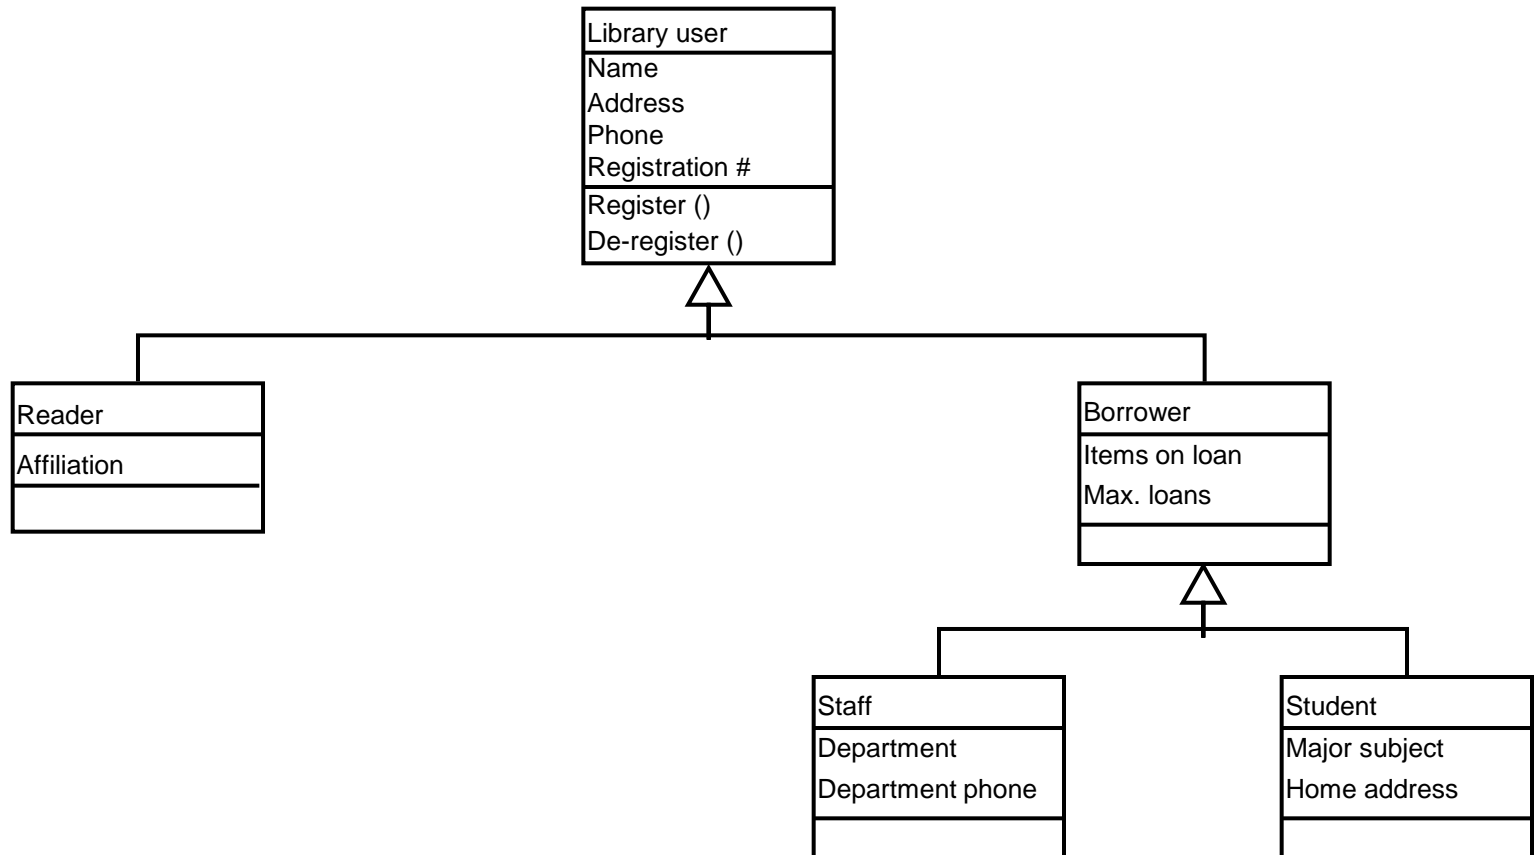 Library user
Name
Address
Phone
Registration #
Register ()
De-register ()
Reader
Affiliation
Borrower
Items on loan
Max. loans
Staff
Department
Department phone
Student
Major subject
Home address